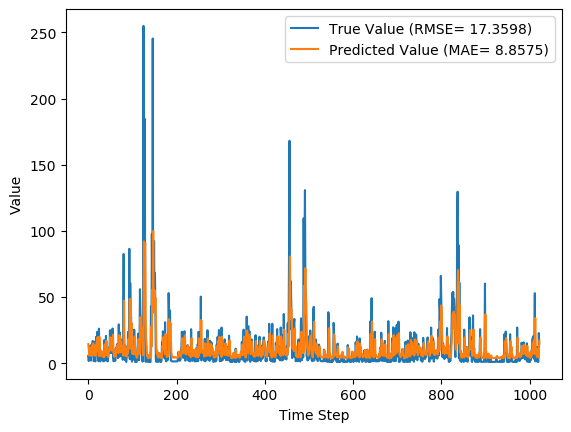 True Value (RMSE= 17.3598)
Predicted Value (MAE= 8.8575)
250
200
150
100
50
0
Value
0 200 400 600 800 1000
Time Step